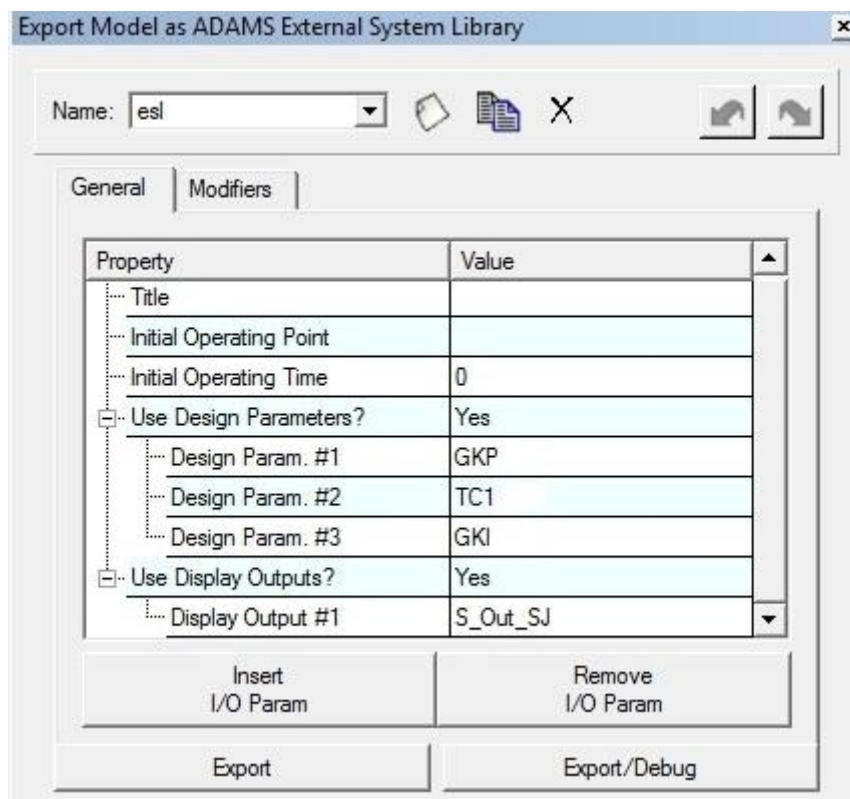 Export Model as ADAMS External System Library
Name: esl
General Modifiers
Property Value
Title
Initial Operating Point
Initial Operating Time 0
Use Design Parameters? Yes
Design Param. #1 GKP
Design Param. #2 TC1
Design Param. #3 GKI
Use Display Outputs? Yes
Display Output #1 S_Out_SJ
Insert
I/O Param
Remove
I/O Param
Export Export/Debug